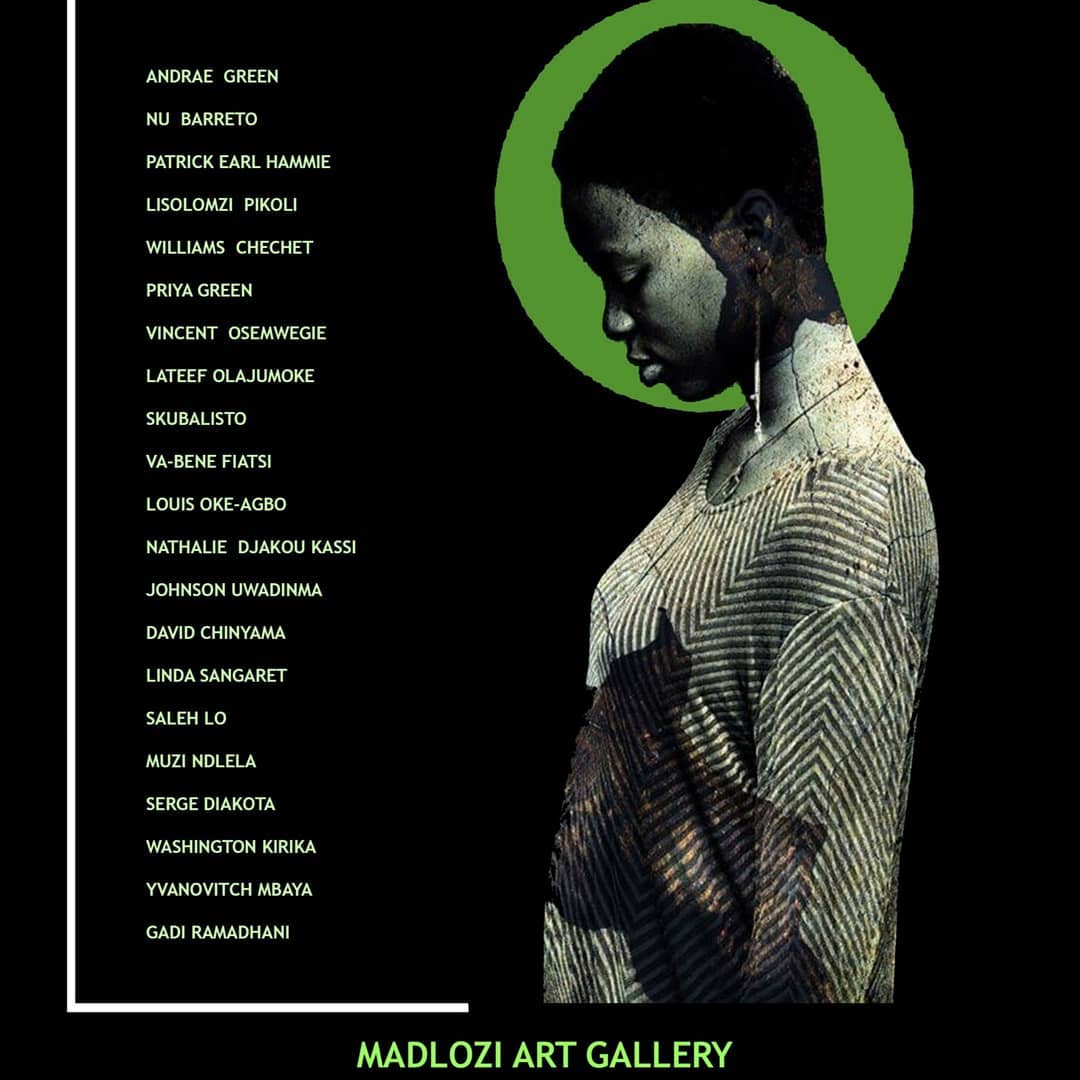 ANDRAE GREEN
NU BARRETO
PATRICK EARL HAMMIE
LISOLOMZI PIKOLI
WILLIAMS CHECHET
PRIYA GREEN
VINCENT OSEMWEGIE
LATEEF OLAJUMOKE
SKUBALISTO
VA-BENE FIATSI
LOUIS OKE-AGBO
NATHALIE DJAKOU KASSI
JOHNSON UWADINMA
DAVID CHINYAMA
LINDA SANGARET
SALEH LO
MUZI NDLELA
SERGE DIAKOTA
WASHINGTON KIRIKA
YVANOVITCH MBAYA
GADI RAMADHANI
MADLOZI ART GALLERY